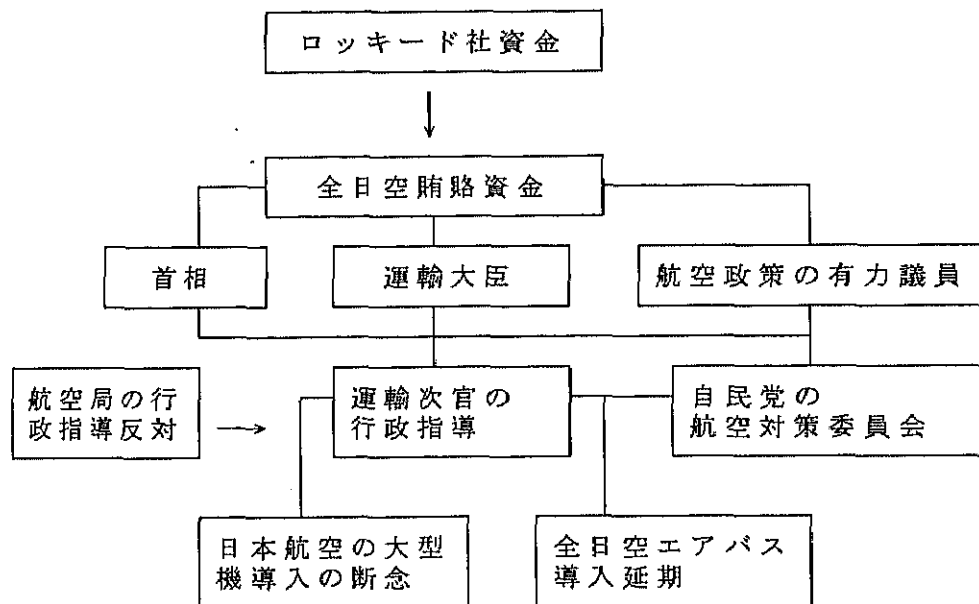 ロッキード社資金
全日空賄賂資金
首相
運輸大臣
航空政策の有力議員
航空局の行
政指導反対
運輸次官の
行政指導
自民党の
航空対策委員会
日本航空の大型
機導入の断念
全日空エアバス
導入延期